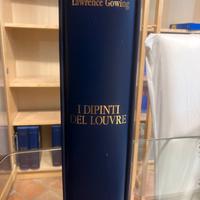 Lawrence Gowing
I DIPINTI
DEL LOUVRE